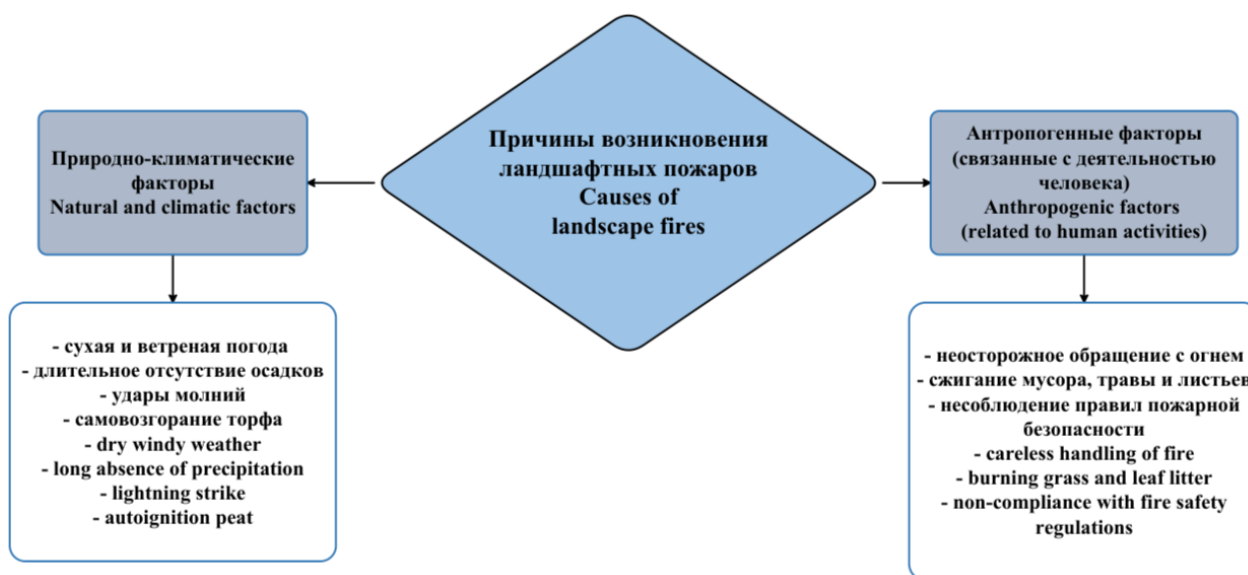 Причины возникновения
ландшафтных пожаров
Causes of
landscape fires
Природно-климатические
факторы
Natural and climatic factors
- сухая и ветреная погода
- длительное отсутствие осадков
- удары молний
- самовозгорание торфа
- dry windy weather
- long absence of precipitation
- lightning strike
- autoignition peat
Антропогенные факторы
(связанные с деятельностью
человека)
Anthropogenic factors
(related to human activities)
- неосторожное обращение с огнем
- сжигание мусора, травы и листьев
- несоблюдение правил пожарной
безопасности
- careless handling of fire
- burning grass and leaf litter
- non-compliance with fire safety
regulations